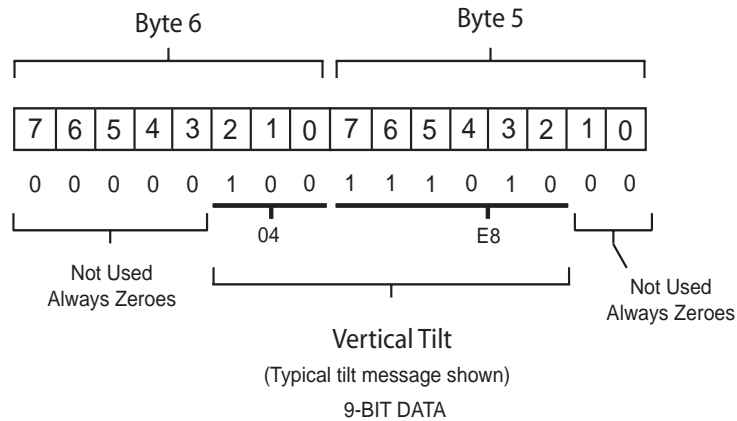 Byte 6 Byte 5
7 6 5 4 3 2 1 0 7 6 5 4 3 2 1 0
0 0 0 0 0 1 0 0 1 1 1 0 1 0 0 0
04 E8
Not Used
Always Zeroes
Not Used
Always Zeroes
Vertical Tilt
(Typical tilt message shown)
9-BIT DATA